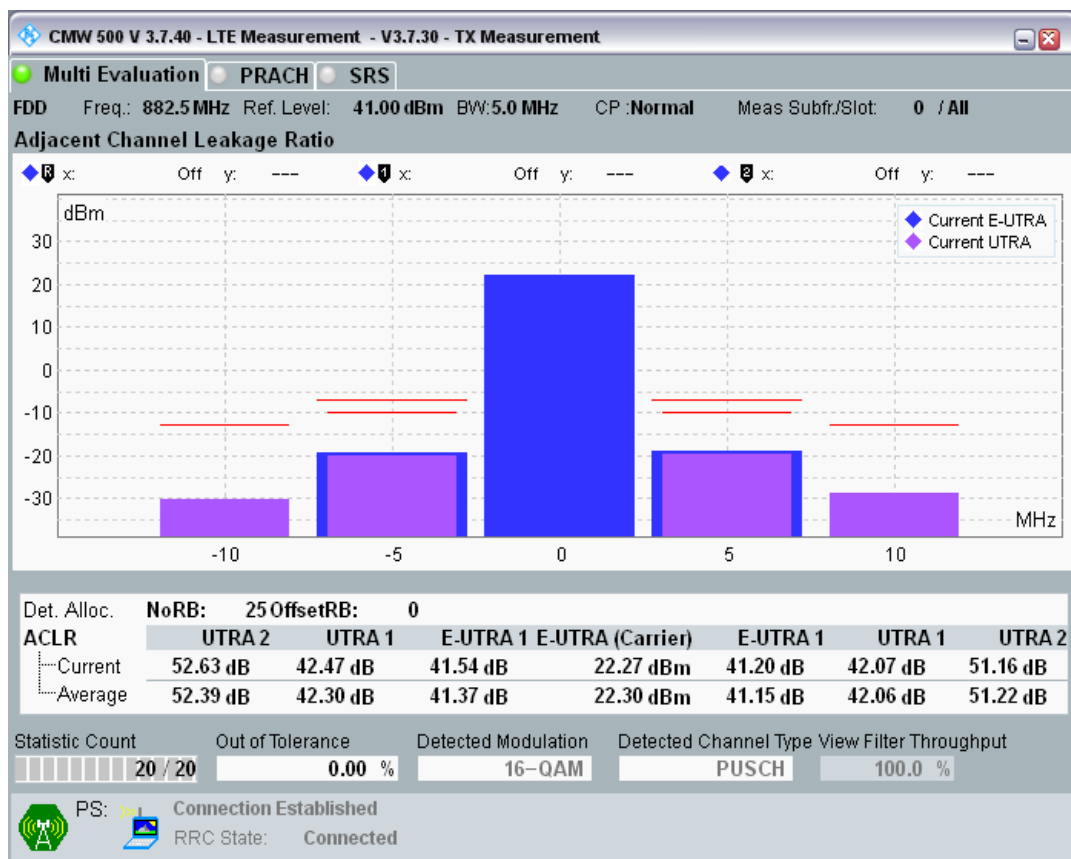 CMW 500 V 3.7.40 - LTE Measurement - V3.7.30 - TX Measurement
Multi Evaluation PRACH SRS
FDD Freq.: 882.5 MHz Ref. Level: 41.00 dBm BW:5.0 MHz CP :Normal Meas Subfr./Slot: 0 / All
Adjacent Channel Leakage Ratio
R x: Off y: --- 1 x: Off y: --- 2 x: Off y: ---
dBm
Current E-UTRA
Current UTRA
30
20
10
0
-10
-20
-30
MHz
-10 -5 0 5 10
Det. Alloc. NoRB: 25 OffsetRB: 0
ACLR UTRA 2 UTRA 1 E-UTRA 1 E-UTRA (Carrier) E-UTRA 1 UTRA 1 UTRA 2
Current 52.63 dB 42.47 dB 41.54 dB 22.27 dBm 41.20 dB 42.07 dB 51.16 dB
Average 52.39 dB 42.30 dB 41.37 dB 22.30 dBm 41.15 dB 42.06 dB 51.22 dB
Statistic Count Out of Tolerance Detected Modulation Detected Channel Type View Filter Throughput
20 / 20 0.00 % 16-QAM PUSCH 100.0 %
PS: Connection Established
RRC State: Connected